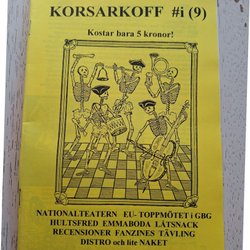 KORSARKOFF #i (9)
Kostar bara 5 kronor!
NATIONALTEATERN EU- TOPPMÖTET i GBG
HULTSFRED EMMABODA LÅTSNACK
RECENSIONER FANZINES TÄVLING
DISTRO och lite NAKET